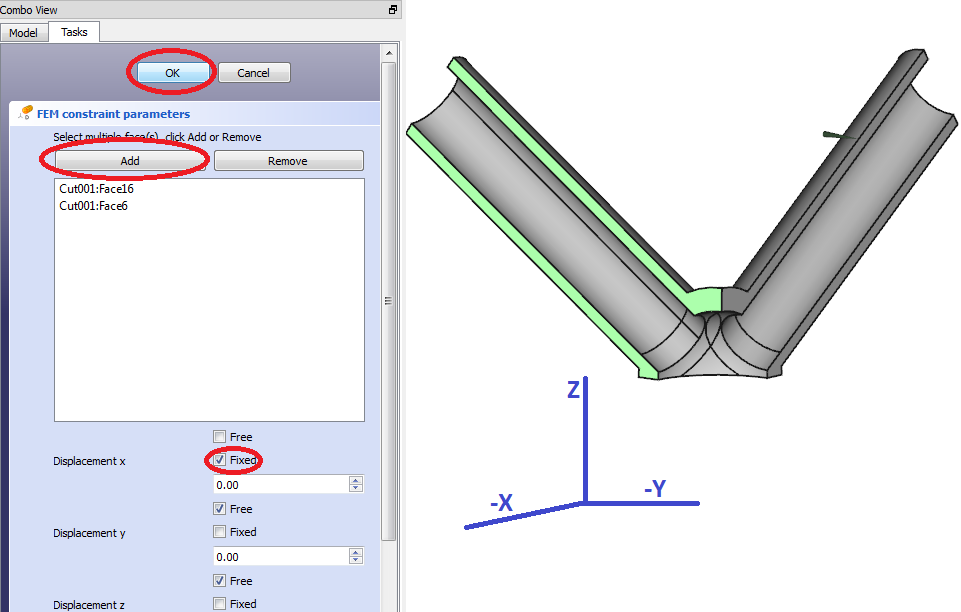 Combo View
Model Tasks
OK Cancel
FEM constraint parameters
Select multiple face(s), click Add or Remove
Add Remove
Cut001:Face16
Cut001:Face6
Free
Displacement x Fixed
0.00
Free
Displacement y Fixed
0.00
Free
Displacement z Fixed
Z
-X -Y